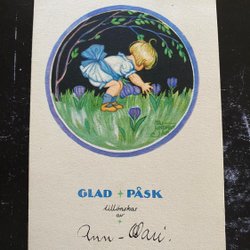 GLAD + PÅSK
tillönskas
av
Ann-Mari.